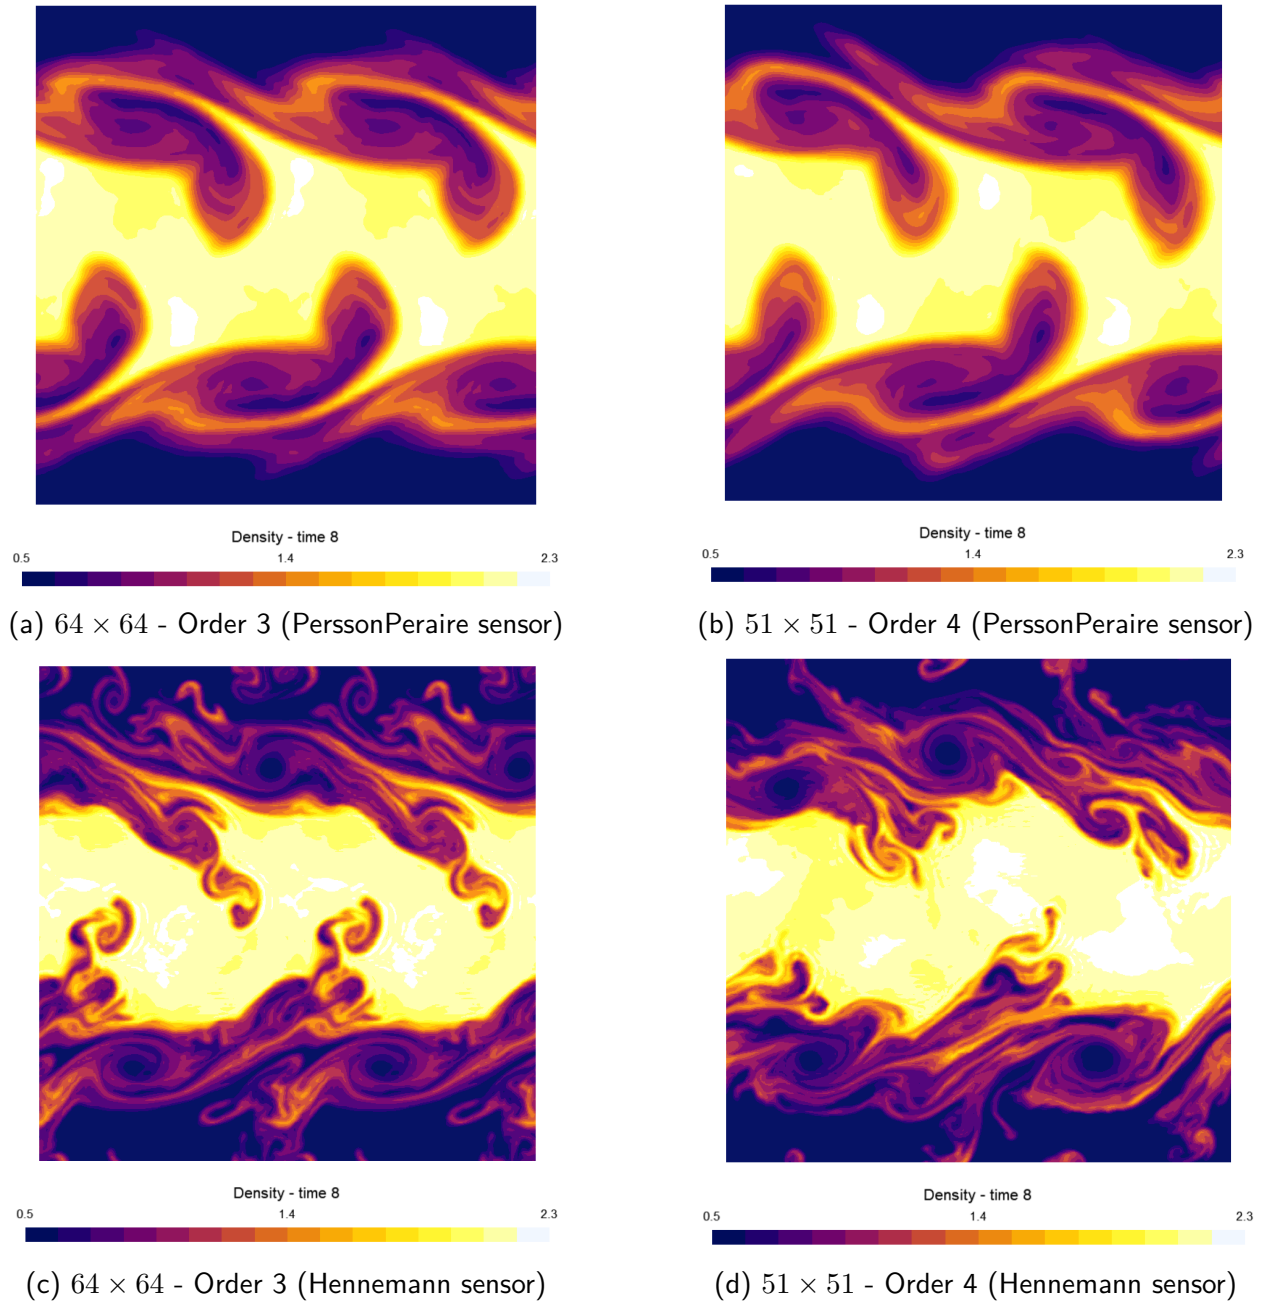 Density - time 8
0.5 1.4 2.3
(a) 64 × 64 - Order 3 (PerssonPeraire sensor)
Density - time 8
0.5 1.4 2.3
(b) 51 × 51 - Order 4 (PerssonPeraire sensor)
Density - time 8
0.5 1.4 2.3
(c) 64 × 64 - Order 3 (Hennemann sensor)
Density - time 8
0.5 1.4 2.3
(d) 51 × 51 - Order 4 (Hennemann sensor)